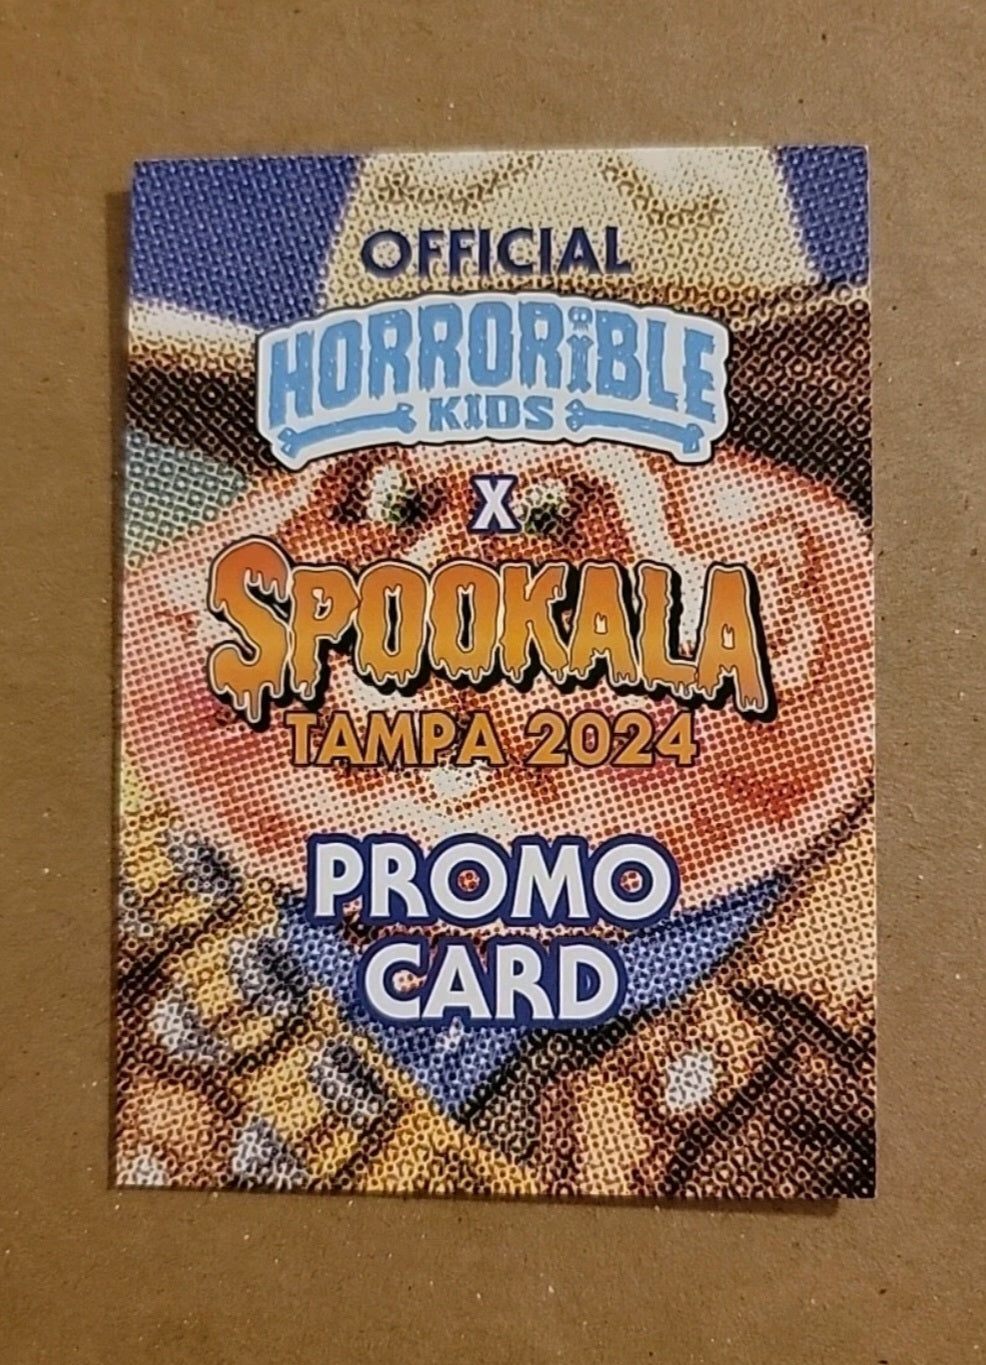 OFFICIAL
HORRORiBLE
KIDS
X
SPOOKALA
TAMPA 2024
PROMO
CARD